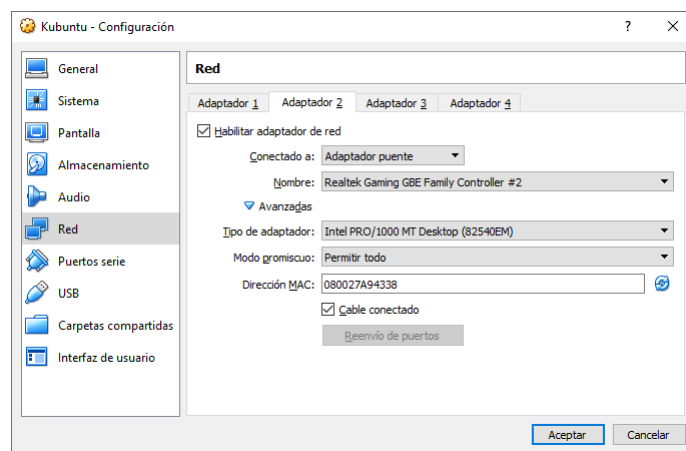 Kubuntu - Configuración ? ×
General
Sistema
Pantalla
Almacenamiento
Audio
Red
Puertos serie
USB
Carpetas compartidas
Interfaz de usuario
Red
Adaptador 1 Adaptador 2 Adaptador 3 Adaptador 4
Habilitar adaptador de red
Conectado a: Adaptador puente
Nombre: Realtek Gaming GBE Family Controller #2
Avanzadas
Tipo de adaptador: Intel PRO/1000 MT Desktop (82540EM)
Modo promiscuo: Permitir todo
Dirección MAC: 080027A94338
Cable conectado
Reenvío de puertos
Aceptar Cancelar